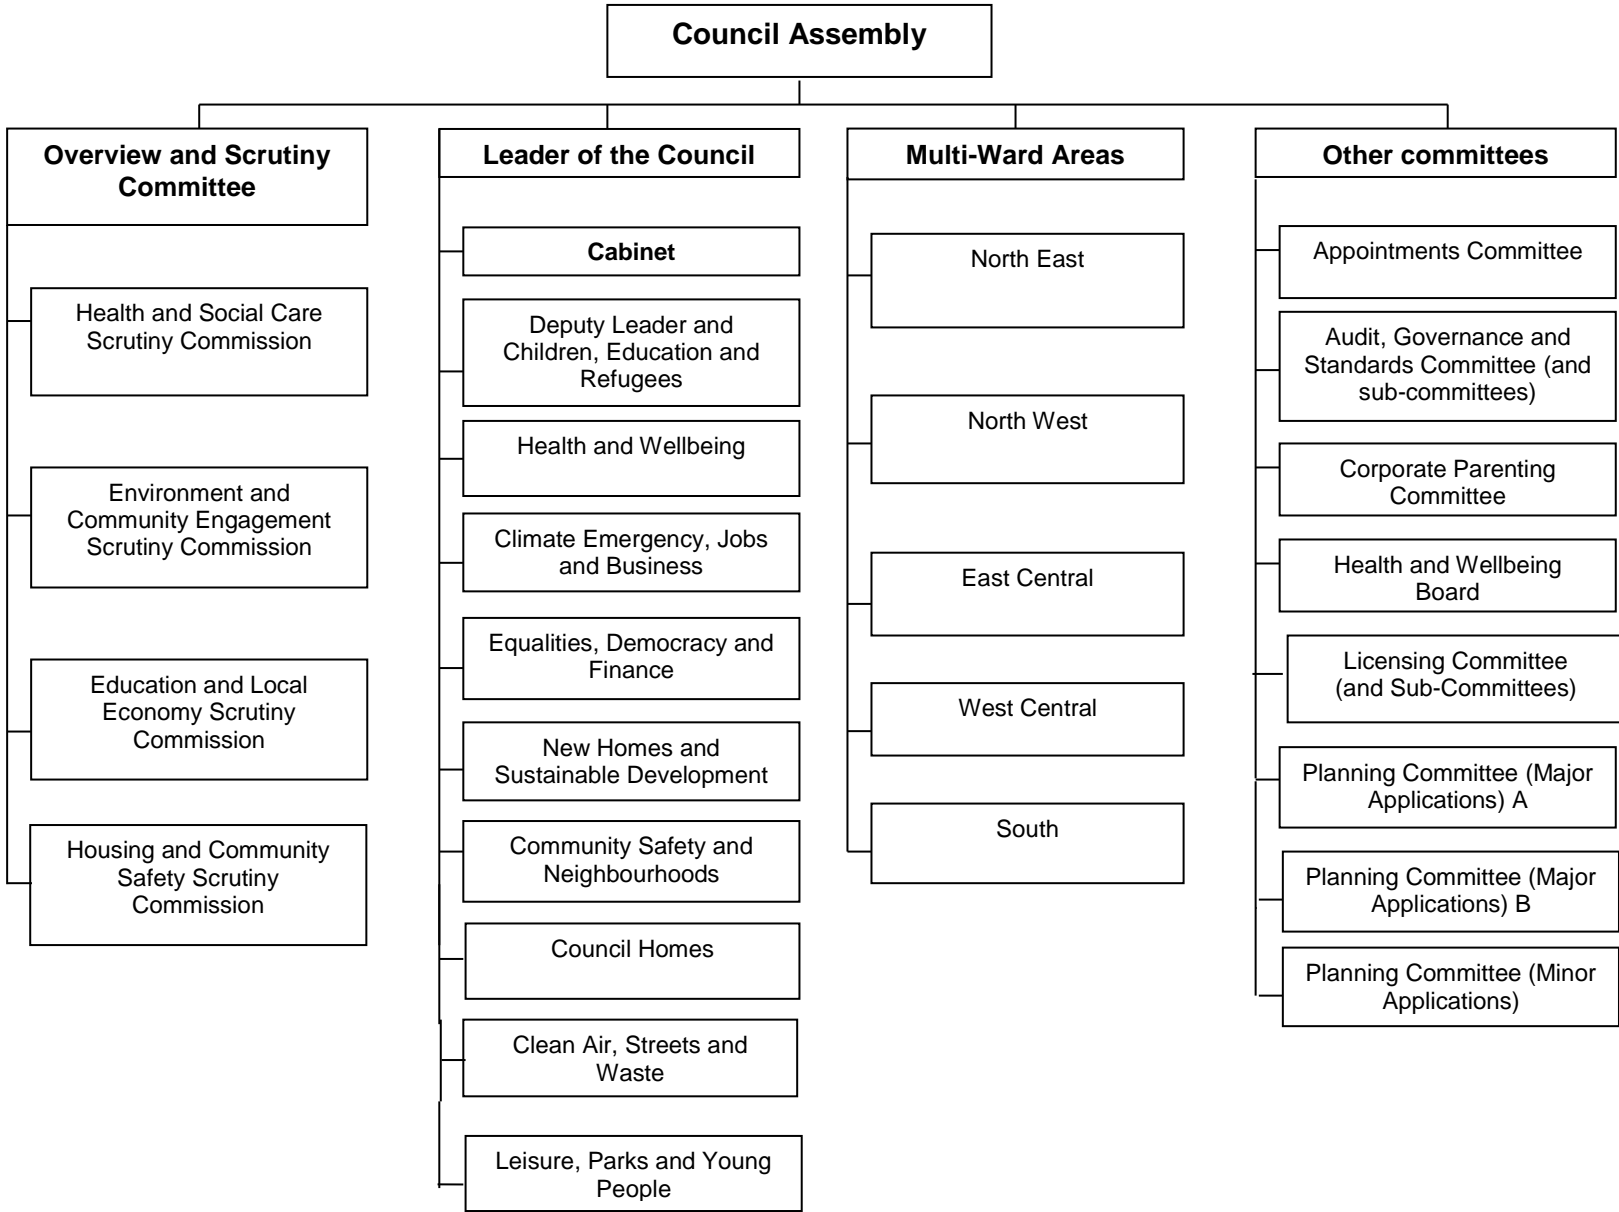 Council Assembly
Overview and Scrutiny
Committee
Health and Social Care
Scrutiny Commission
Environment and
Community Engagement
Scrutiny Commission
Education and Local
Economy Scrutiny
Commission
Housing and Community
Safety Scrutiny
Commission
Leader of the Council
Cabinet
Deputy Leader and
Children, Education and
Refugees
Health and Wellbeing
Climate Emergency, Jobs
and Business
Equalities, Democracy and
Finance
New Homes and
Sustainable Development
Community Safety and
Neighbourhoods
Council Homes
Clean Air, Streets and
Waste
Leisure, Parks and Young
People
Multi-Ward Areas
North East
North West
East Central
West Central
South
Other committees
Appointments Committee
Audit, Governance and
Standards Committee (and
sub-committees)
Corporate Parenting
Committee
Health and Wellbeing
Board
Licensing Committee
(and Sub-Committees)
Planning Committee (Major
Applications) A
Planning Committee (Major
Applications) B
Planning Committee (Minor
Applications)